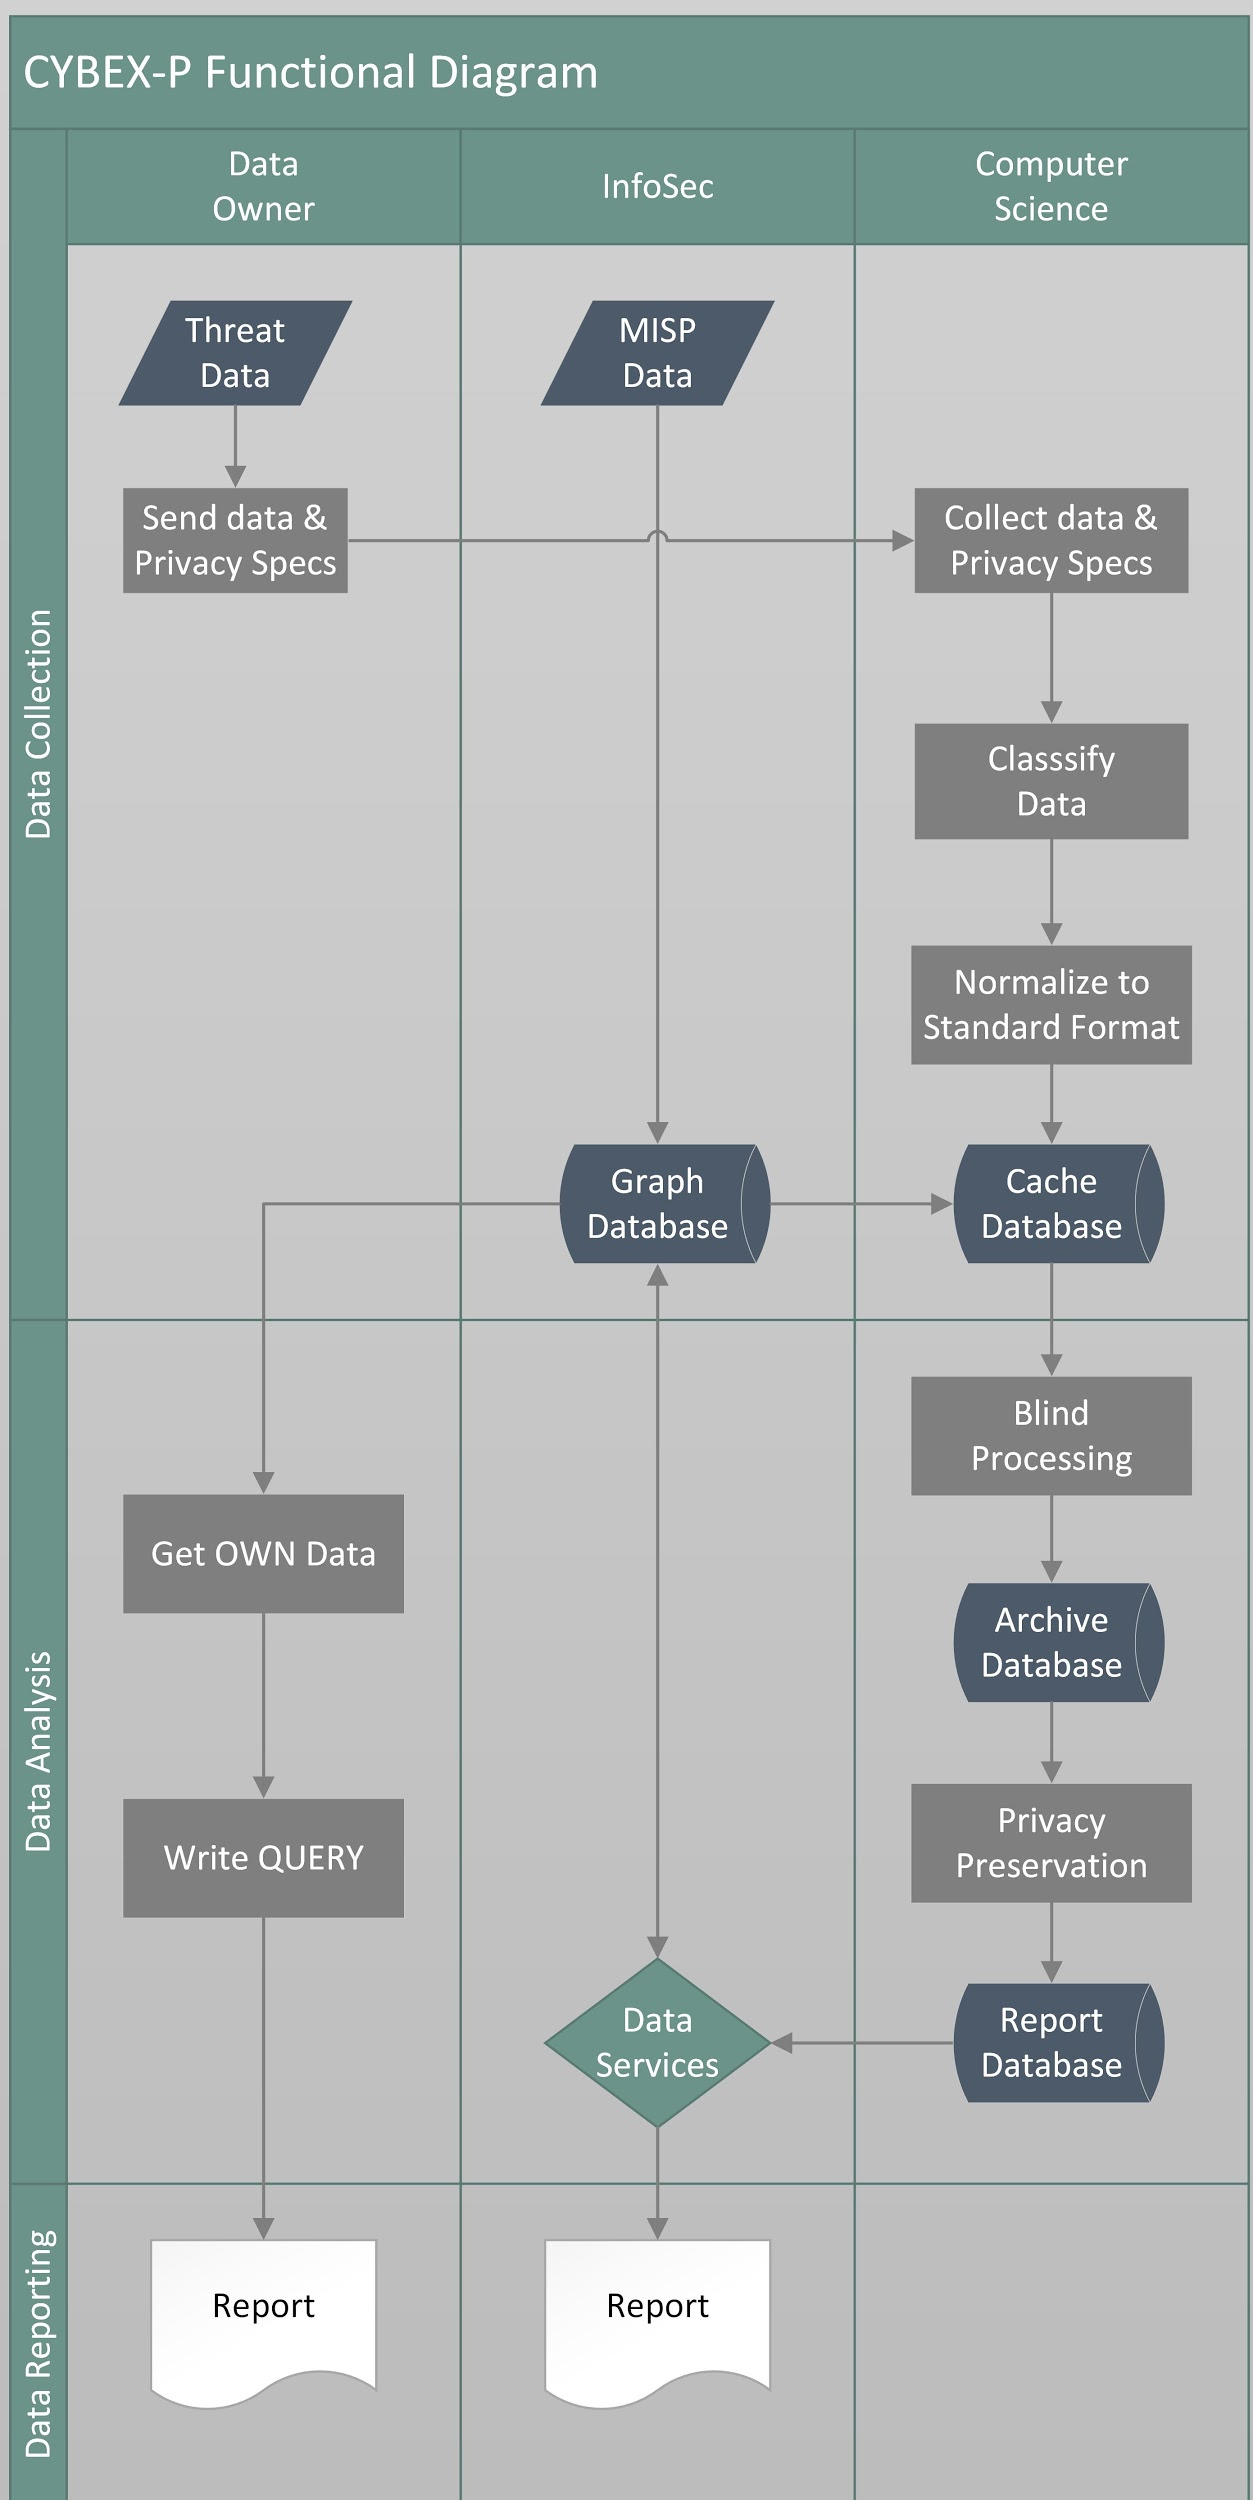 CYBEX-P Functional Diagram
Data
Owner
InfoSec
Computer
Science
Data Collection
Threat
Data
MISP
Data
Send data &
Privacy Specs
Collect data &
Privacy Specs
Classsify
Data
Normalize to
Standard Format
Graph
Database
Cache
Database
Data Analysis
Blind
Processing
Get OWN Data
Archive
Database
Write QUERY
Privacy
Preservation
Data
Services
Report
Database
Data Reporting
Report
Report